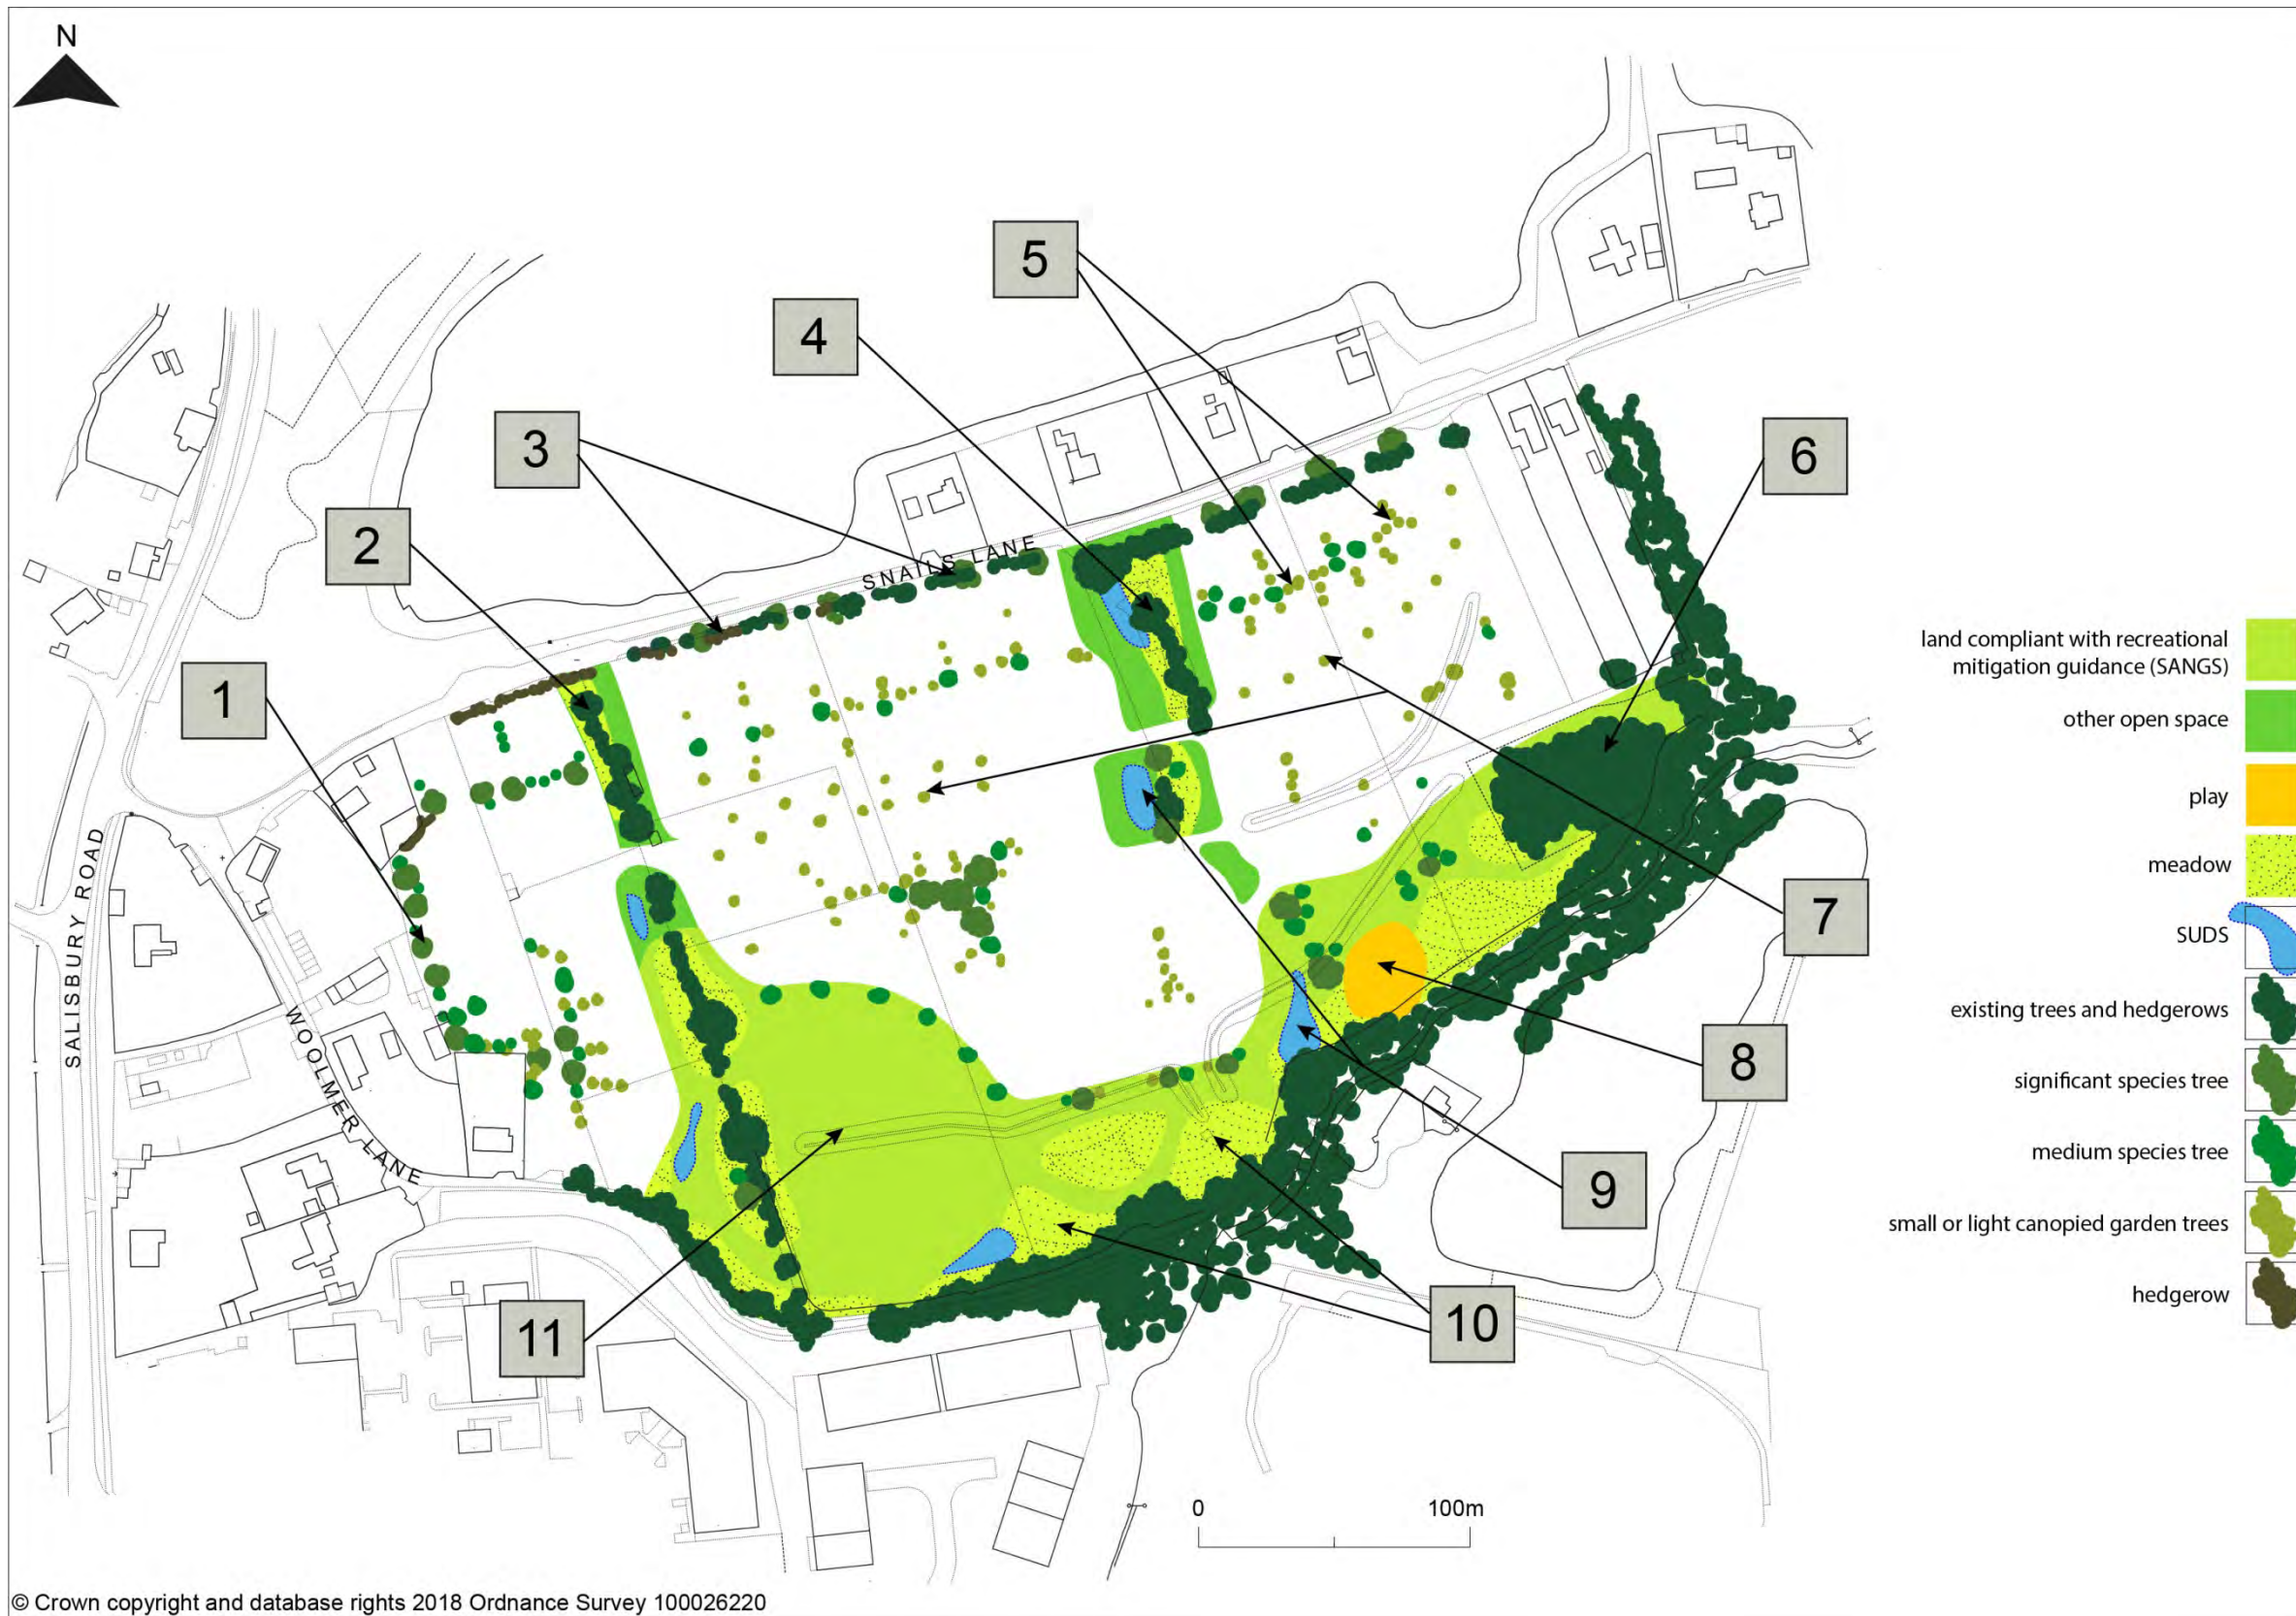 N
5
4
3
6
2
SNAILS LANE
1
land compliant with recreational
mitigation guidance (SANGS)
other open space
play
meadow
SUDS
existing trees and hedgerows
significant species tree
medium species tree
small or light canopied garden trees
hedgerow
7
SALISBURY ROAD
WOOLMER LANE
8
9
10
11
0 100m
© Crown copyright and database rights 2018 Ordnance Survey 100026220